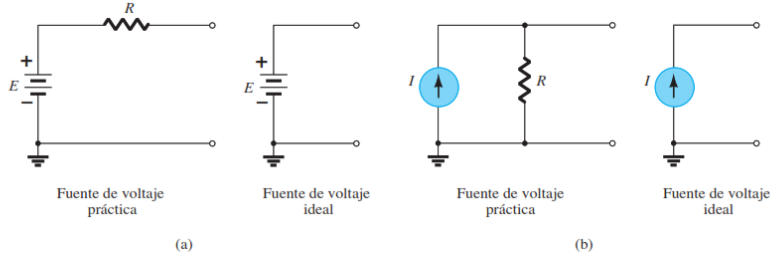 R
+
E
−
Fuente de voltaje
práctica
+
E
−
Fuente de voltaje
ideal
(a)
I
R
Fuente de voltaje
práctica
I
Fuente de voltaje
ideal
(b)